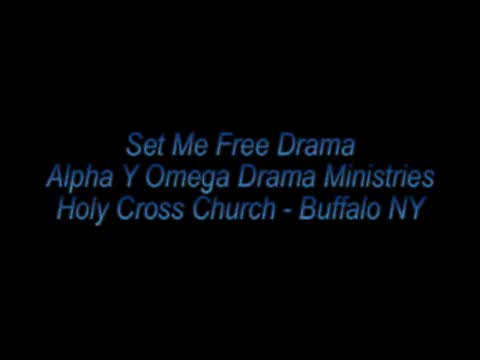 Set Me Free Drama
Alpha Y Omega Drama Ministries
Holy Cross Church - Buffalo NY